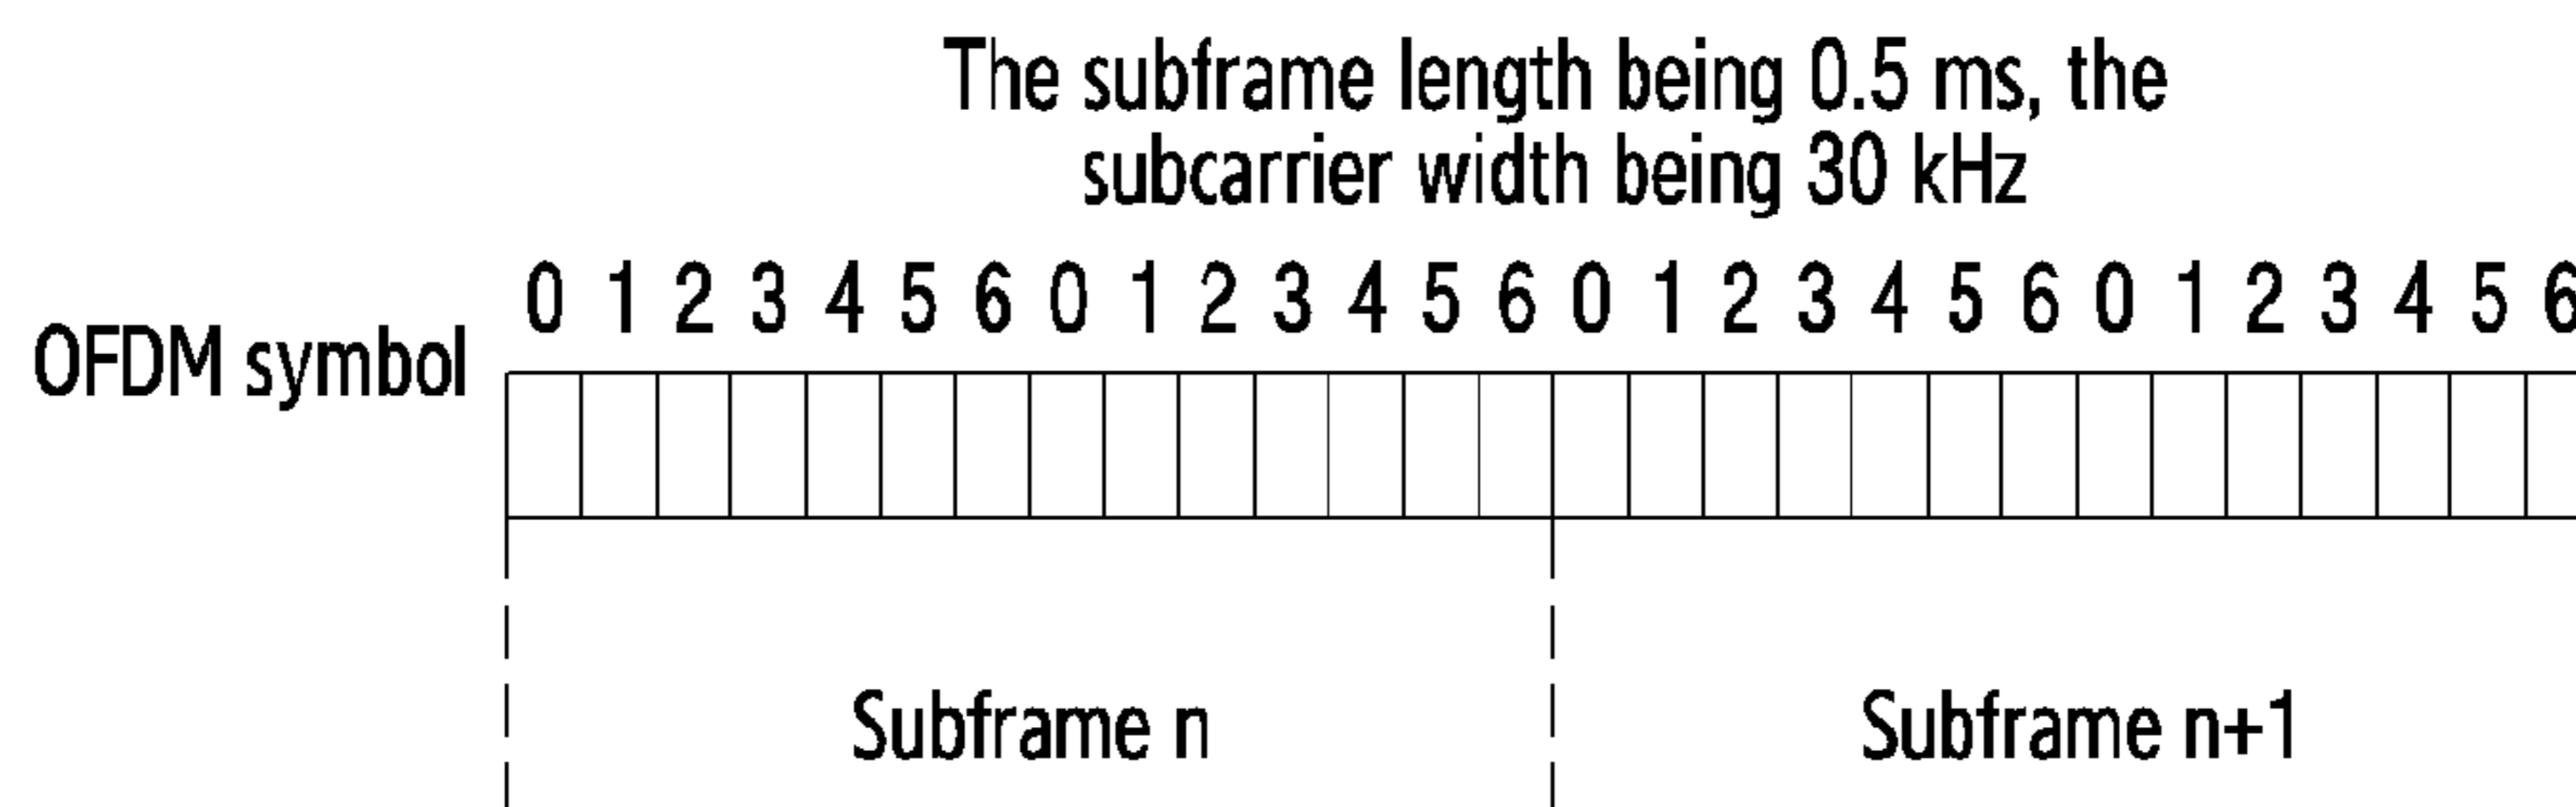 The subframe length being 0.5 ms, the
subcarrier width being 30 kHz
0 1 2 3 4 5 6 0 1 2 3 4 5 6 0 1 2 3 4 5 6 0 1 2 3 4 5 6
OFDM symbol
Subframe n Subframe n+1